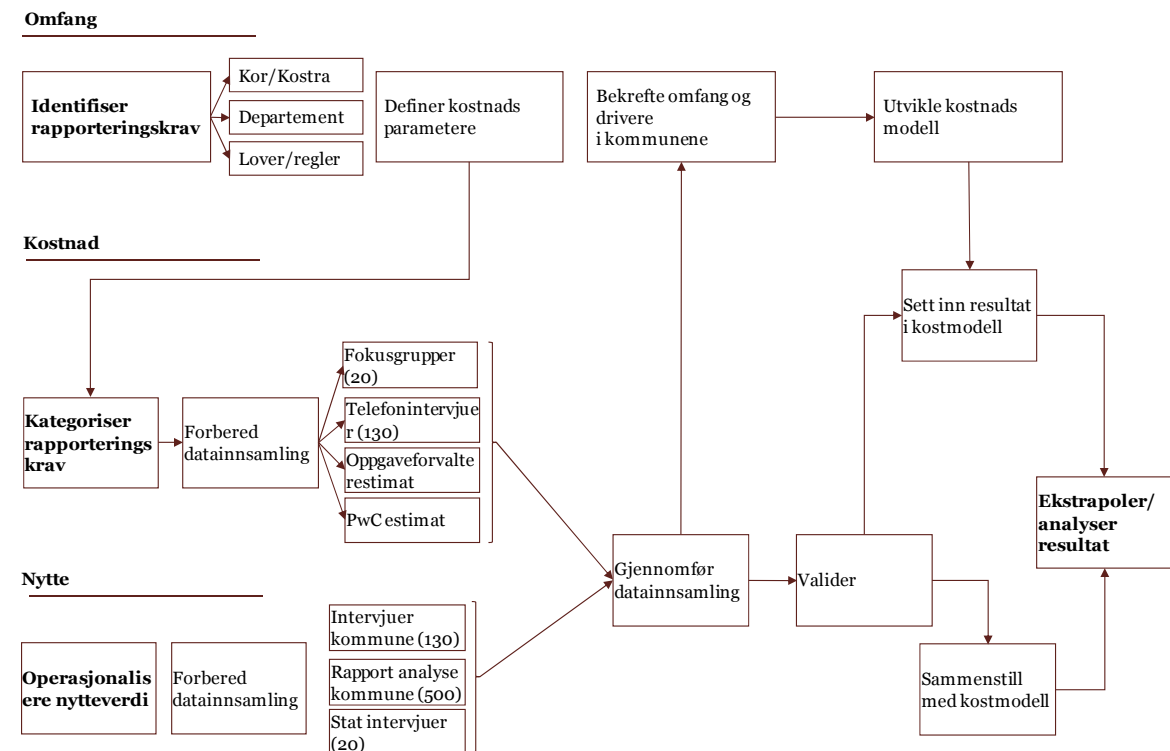 Omfang
Identifiser
rapporteringskrav
Kor/Kostra
Departement
Lover/regler
Definer kostnads
parametere
Bekrefte omfang og
drivere
i kommunene
Utvikle kostnads
modell
Kostnad
Sett inn resultat
i kostmodell
Kategoriser
rapporterings
krav
Forbered
datainnsamling
Fokusgrupper
(20)
Telefonintervjue
r (130)
Oppgaveforvalte
restimat
PwC estimat
Ekstrapoler/
analyser
resultat
Gjennomfør
datainnsamling
Valider
Nytte
Operasjonalis
ere nytteverdi
Forbered
datainnsamling
Intervjuer
kommune (130)
Rapport analyse
kommune (500)
Stat intervjuer
(20)
Sammenstill
med kostmodell